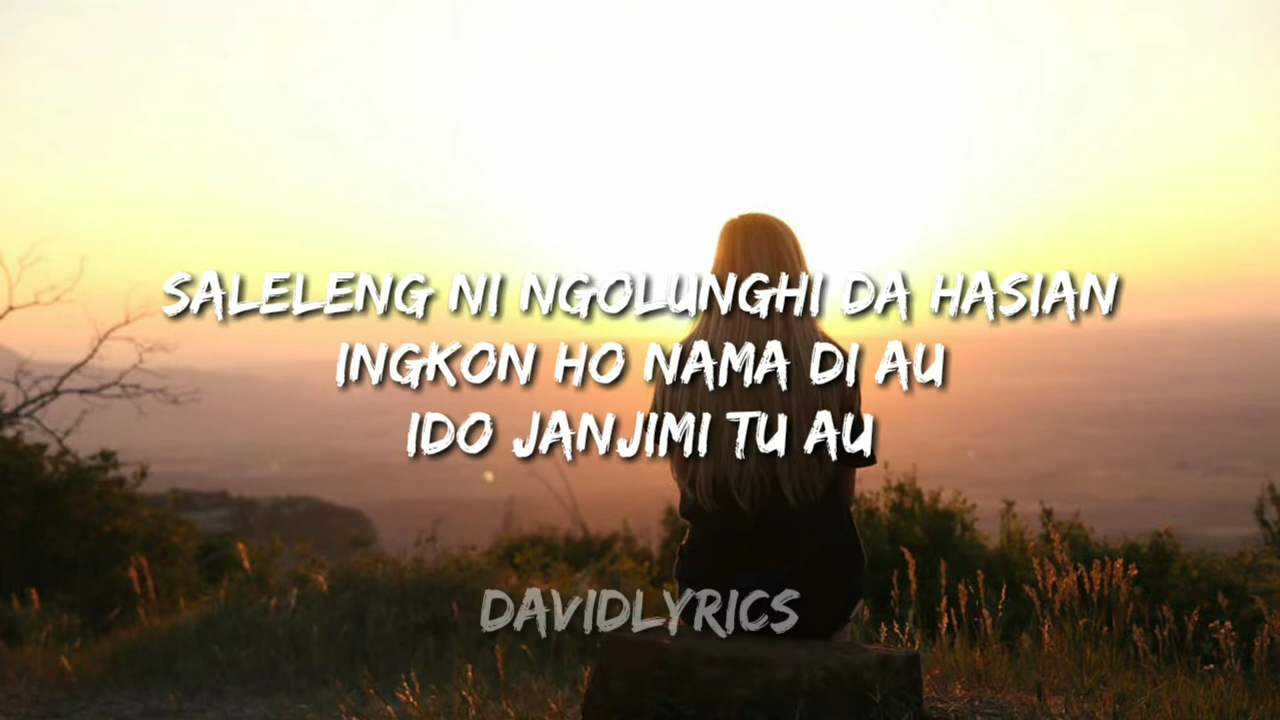 SALELENG NI NGOLUNGHI DA HASIAN
INGKON HO NAMA DI AU
IDO JANJIMI TU AU
DAVIDLYRICS